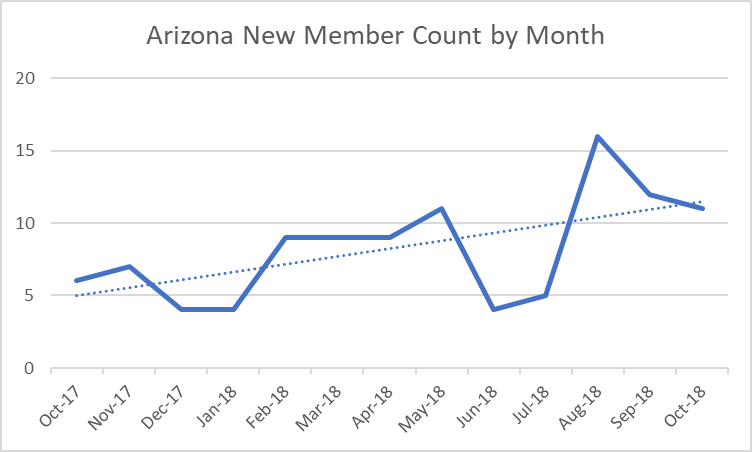 Arizona New Member Count by Month
20
15
10
5
0
Oct-17
Nov-17
Dec-17
Jan-18
Feb-18
Mar-18
Apr-18
May-18
Jun-18
Jul-18
Aug-18
Sep-18
Oct-18